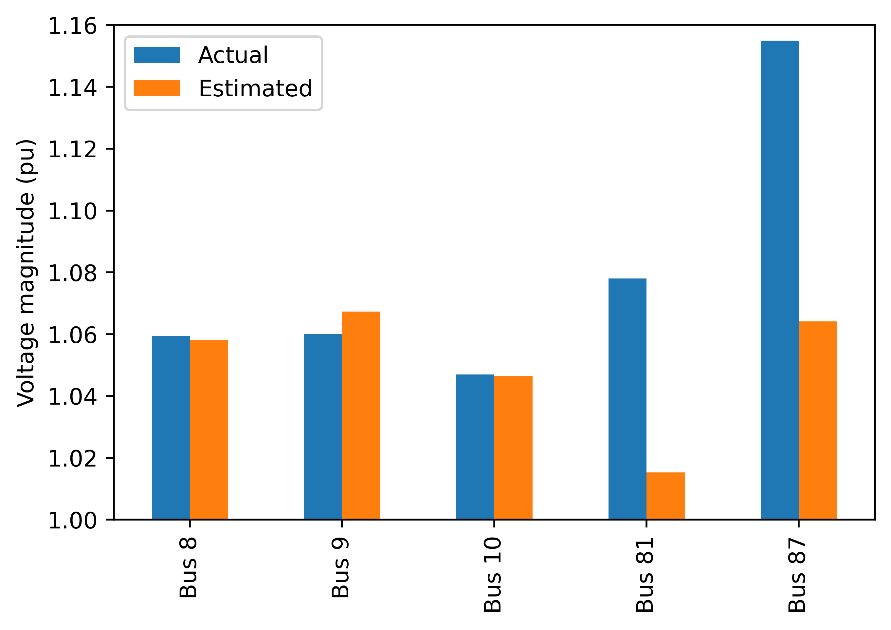 Actual
Estimated
Voltage magnitude (pu)
1.16
1.14
1.12
1.10
1.08
1.06
1.04
1.02
1.00
Bus 8
Bus 9
Bus 10
Bus 81
Bus 87